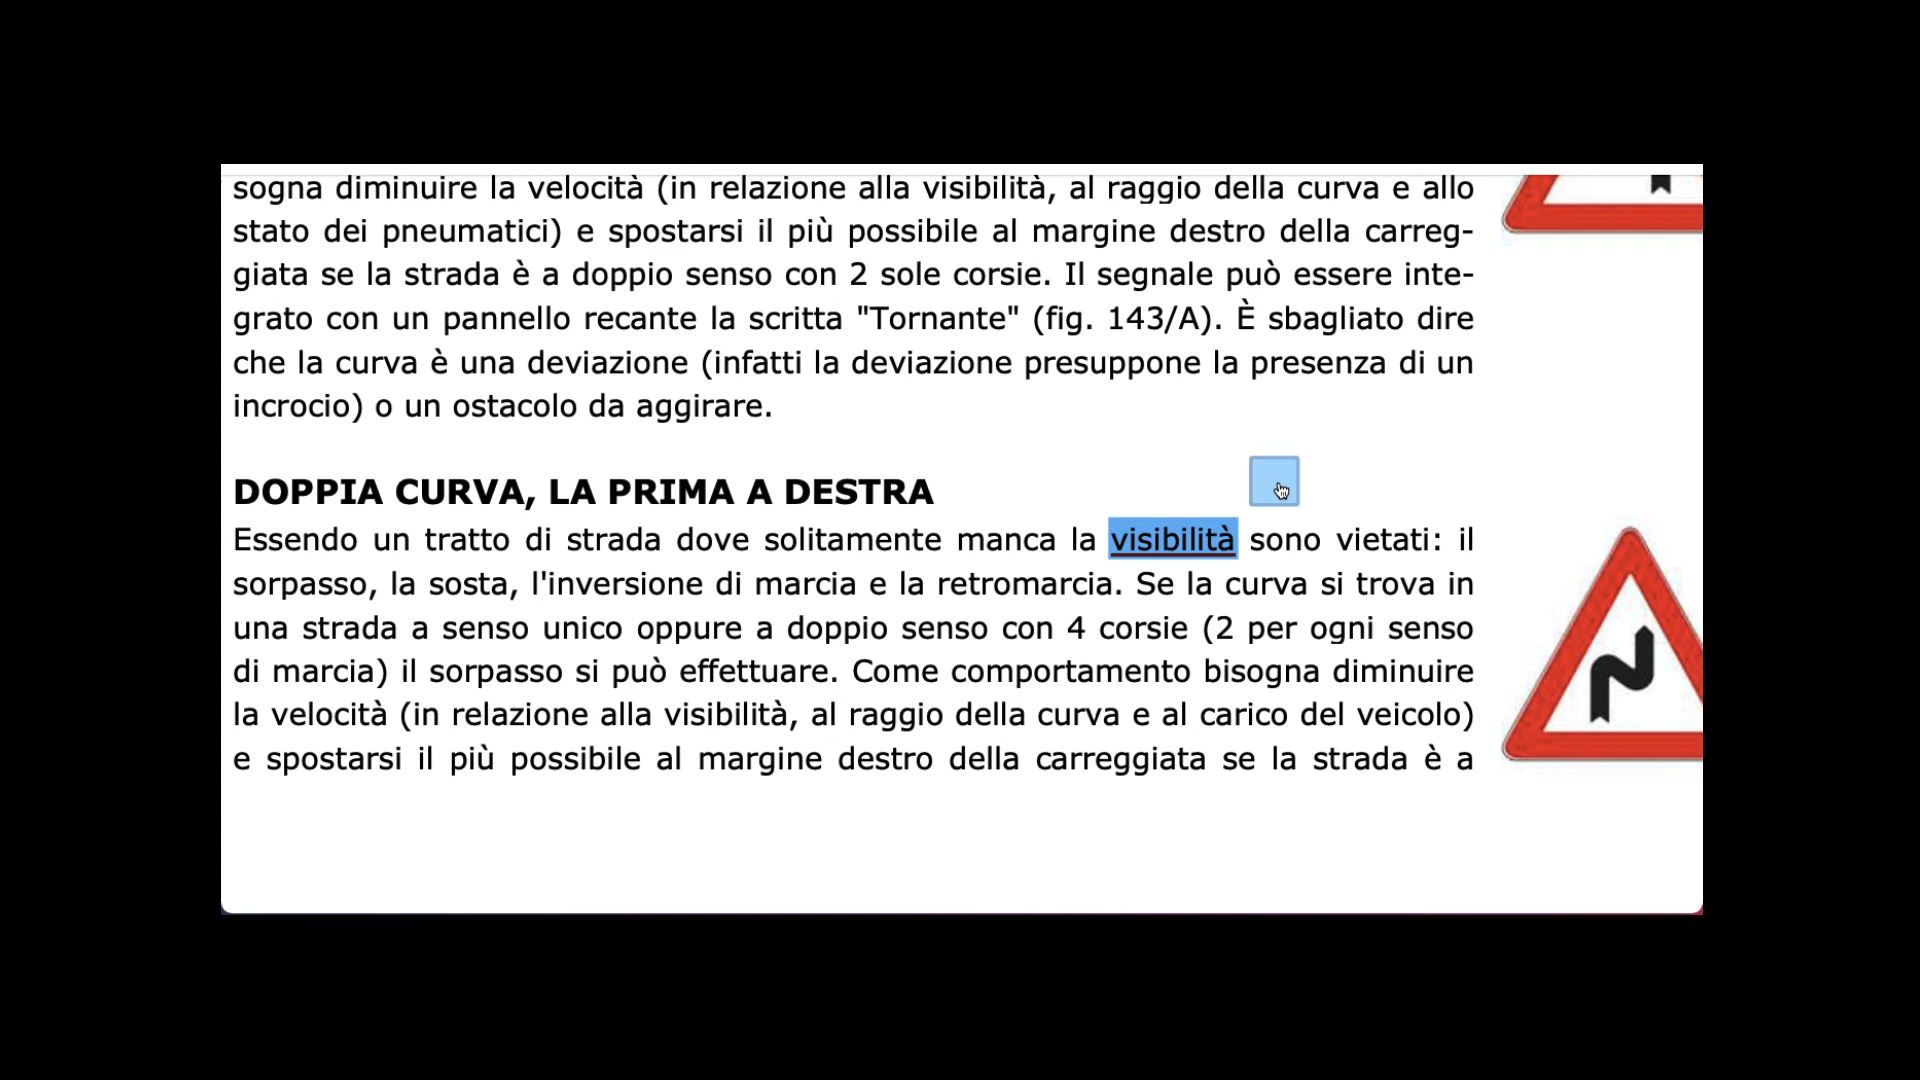 sogna diminuire la velocità (in relazione alla visibilità, al raggio della curva e allo
stato dei pneumatici) e spostarsi il più possibile al margine destro della carreg-
giata se la strada è a doppio senso con 2 sole corsie. Il segnale può essere inte-
grato con un pannello recante la scritta "Tornante" (fig. 143/A). È sbagliato dire
che la curva è una deviazione (infatti la deviazione presuppone la presenza di un
incrocio) o un ostacolo da aggirare.
DOPPIA CURVA, LA PRIMA A DESTRA
Essendo un tratto di strada dove solitamente manca la visibilità sono vietati: il
sorpasso, la sosta, l'inversione di marcia e la retromarcia. Se la curva si trova in
una strada a senso unico oppure a doppio senso con 4 corsie (2 per ogni senso
di marcia) il sorpasso si può effettuare. Come comportamento bisogna diminuire
la velocità (in relazione alla visibilità, al raggio della curva e al carico del veicolo)
e spostarsi il più possibile al margine destro della carreggiata se la strada è a